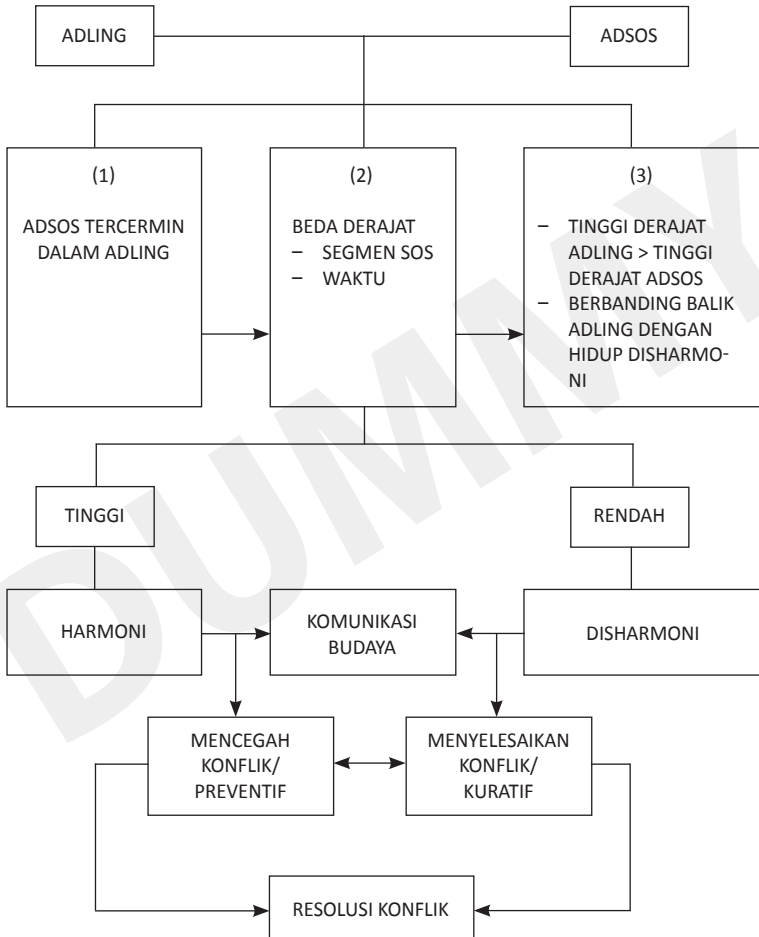 ADLING
ADSOS
(1)
ADSOS TERCERMIN
DALAM ADLING
(2)
BEDA DERAJAT
– SEGMEN SOS
– WAKTU
(3)
– TINGGI DERAJAT
ADLING > TINGGI
DERAJAT ADSOS
– BERBANDING BALIK
ADLING DENGAN
HIDUP DISHARMO-
NI
TINGGI
RENDAH
HARMONI
KOMUNIKASI
BUDAYA
DISHARMONI
MENCEGAH
KONFLIK/
PREVENTIF
MENYELESAIKAN
KONFLIK/
KURATIF
RESOLUSI KONFLIK
DUMMY